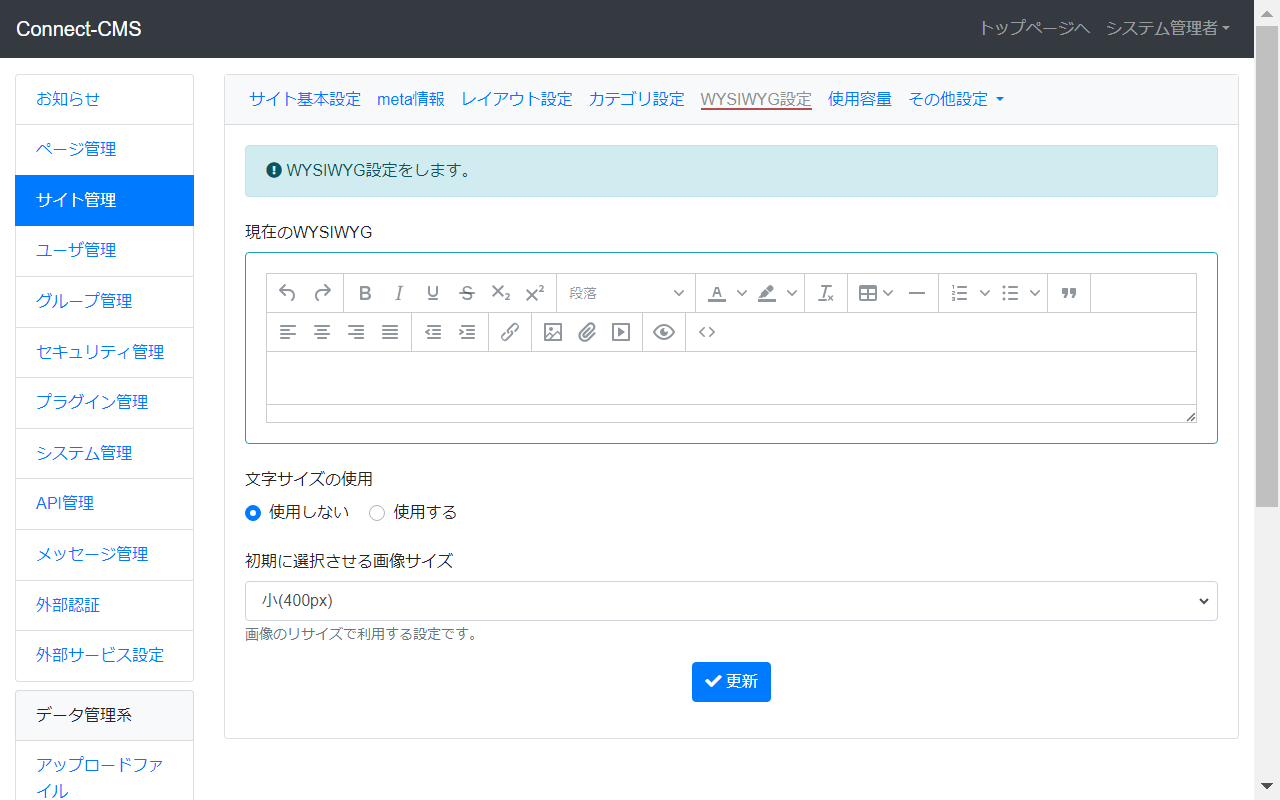 Connect-CMS
トップページへ システム管理者
お知らせ
ページ管理
サイト管理
ユーザ管理
グループ管理
セキュリティ管理
プラグイン管理
システム管理
API管理
メッセージ管理
外部認証
外部サービス設定
データ管理系
アップロードファ
イル
サイト基本設定 meta情報 レイアウト設定 カテゴリ設定 WYSIWYG設定 使用容量 その他設定
WYSIWYG設定をします。
現在のWYSIWYG
段落
文字サイズの使用
使用しない 使用する
初期に選択させる画像サイズ
小(400px)
画像のリサイズで利用する設定です。
更新